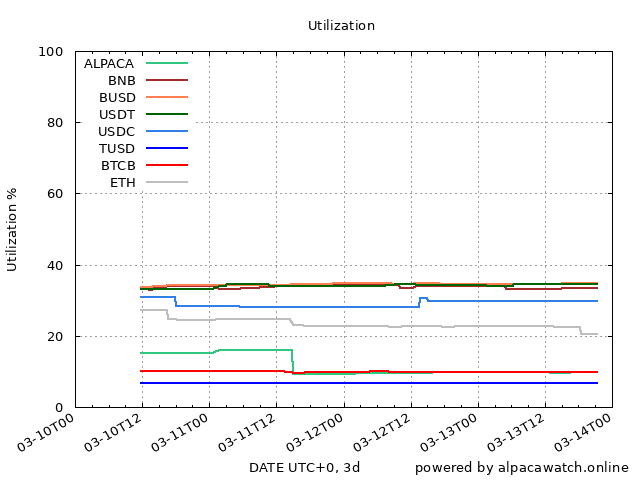 Utilization
100
80
60
40
20
0
Utilization %
ALPACA
BNB
BUSD
USDT
USDC
TUSD
BTCB
ETH
03-10T00
03-10T12
03-11T00
03-11T12
03-12T00
03-12T12
03-13T00
03-13T12
03-14T00
DATE UTC+0, 3d
powered by alpacawatch.online